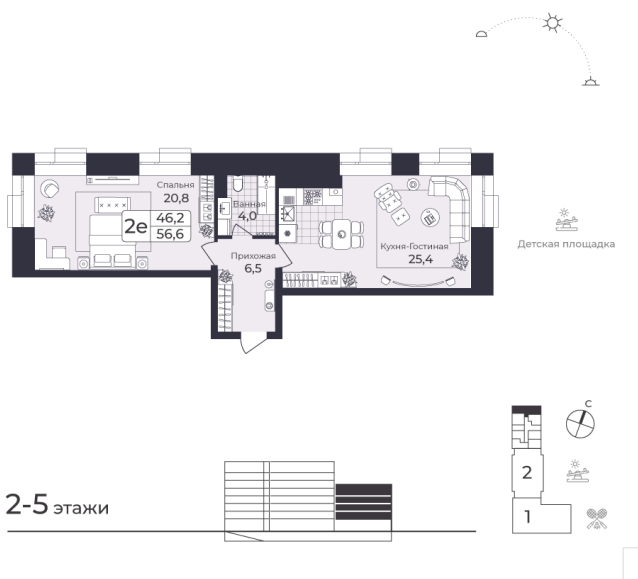 Спальня
20,8
2е
46,2
56,6
Ванная
4,0
Прихожая
6,5
Кухня-Гостиная
25,4
Детская площадка
С
2
1
2-5 этажи